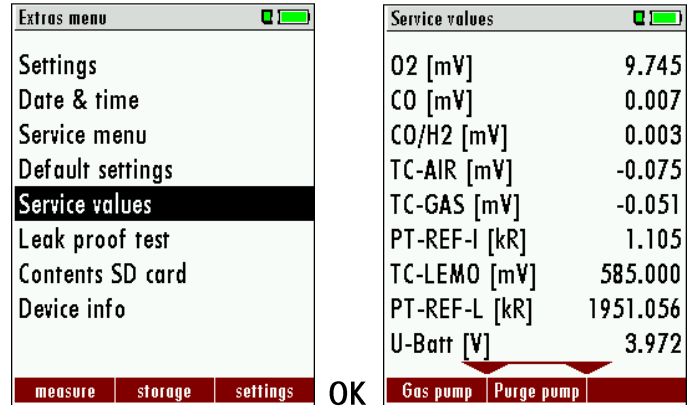 Extras menu
Settings
Date & time
Service menu
Default settings
Service values
Leak proof test
Contents SD card
Device info
measure storage settings
OK
Service values
O2 [mV] 9.745
CO [mV] 0.007
CO/H2 [mV] 0.003
TC-AIR [mV] -0.075
TC-GAS [mV] -0.051
PT-REF-I [kR] 1.105
TC-LEMO [mV] 585.000
PT-REF-L [kR] 1951.056
U-Batt [V] 3.972
Gas pump Purge pump